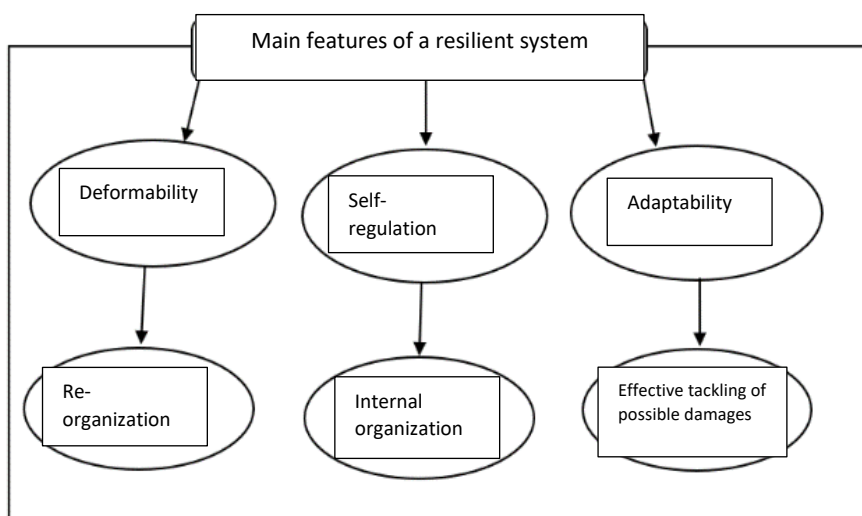 Main features of a resilient system
Deformability
Self-
regulation
Adaptability
Re-
organization
Internal
organization
Effective tackling of
possible damages